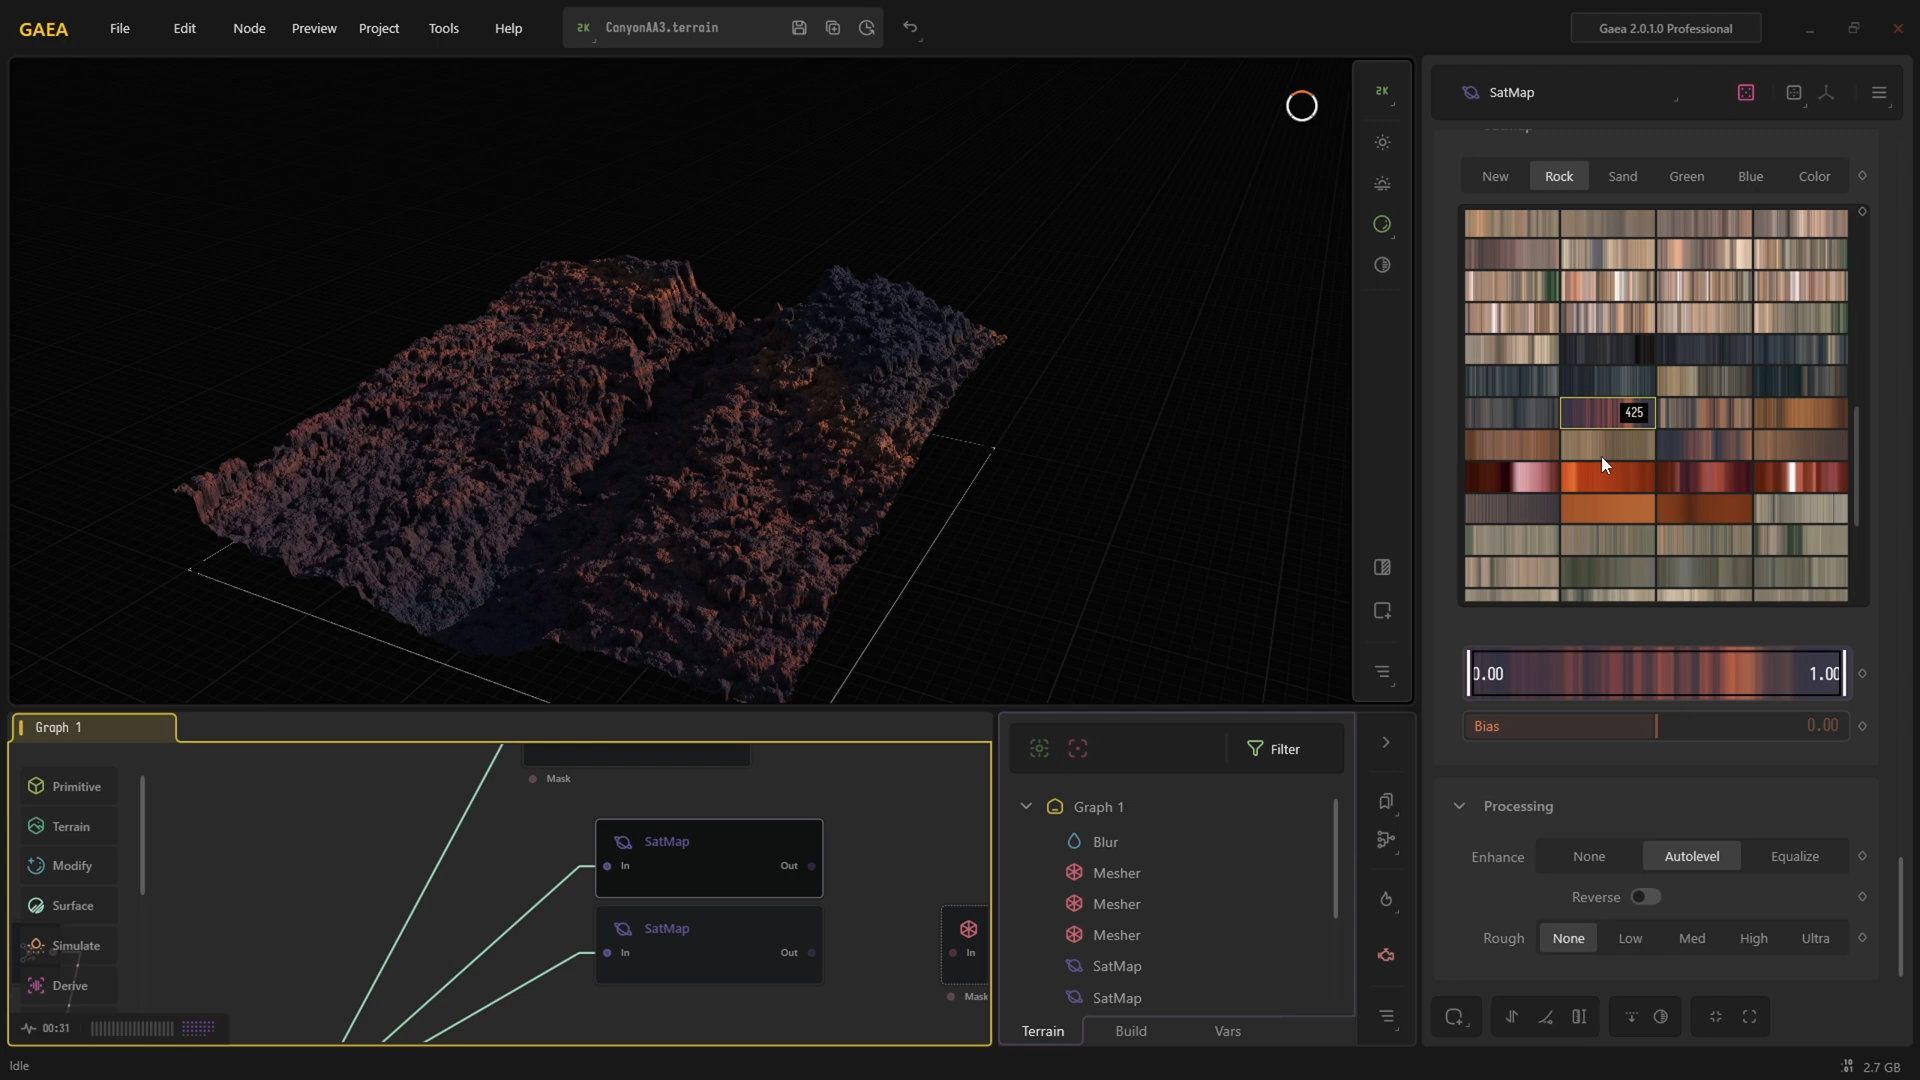 GAEA
File
Edit
Node
Preview
Project
Tools
Help
2K
CanyonAA3.terrain
Gaea 2.0.1.0 Professional
2K
SatMap
New
Rock
Sand
Green
Blue
Color
425
0.00
1.00
Bias
0.00
Processing
Enhance
None
Autolevel
Equalize
Reverse
Rough
None
Low
Med
High
Ultra
Graph 1
Primitive
Terrain
Modify
Surface
Simulate
Derive
00:31
Mask
SatMap
In
Out
SatMap
In
Out
In
Mask
Filter
Graph 1
Blur
Mesher
Mesher
Mesher
SatMap
SatMap
Terrain
Build
Vars
Idle
2.7 GB